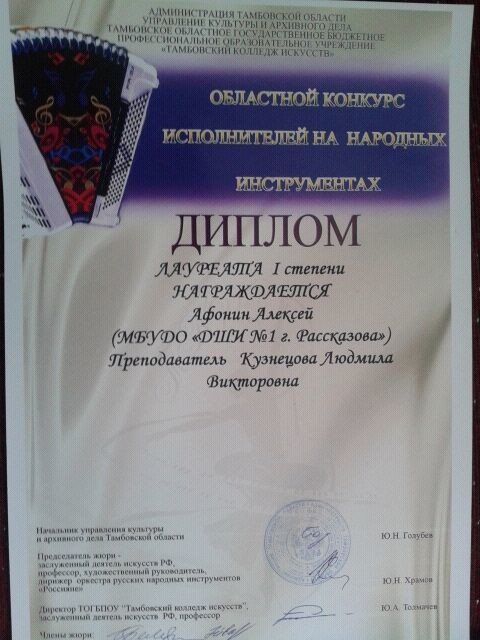 АДМИНИСТРАЦИЯ ТАМБОВСКОЙ ОБЛАСТИ
УПРАВЛЕНИЕ КУЛЬТУРЫ И АРХИВНОГО ДЕЛА
ТАМБОВСКОЕ ОБЛАСТНОЕ ГОСУДАРСТВЕННОЕ БЮДЖЕТНОЕ
ПРОФЕССИОНАЛЬНОЕ ОБРАЗОВАТЕЛЬНОЕ УЧРЕЖДЕНИЕ
«ТАМБОВСКИЙ КОЛЛЕДЖ ИСКУССТВ»
ОБЛАСТНОЙ КОНКУРС
ИСПОЛНИТЕЛЕЙ НА НАРОДНЫХ
ИНСТРУМЕНТАХ
ДИПЛОМ
ЛАУРЕАТА I степени
НАГРАЖДАЕТСЯ
Афонин Алексей
(МБУДО «ДШИ №1 г. Рассказова»)
Преподаватель Кузнецова Людмила
Викторовна
Начальник управления культуры
и архивного дела Тамбовской области
Ю.Н. Голубев
Председатель жюри -
заслуженный деятель искусств РФ,
профессор, художественный руководитель,
дирижер оркестра русских народных инструментов
«Россияне»
Ю.Н. Храмов
Директор ТОГБПОУ "Тамбовский колледж искусств",
заслуженный деятель искусств РФ, профессор
Ю.А. Толмачев
Члены жюри: